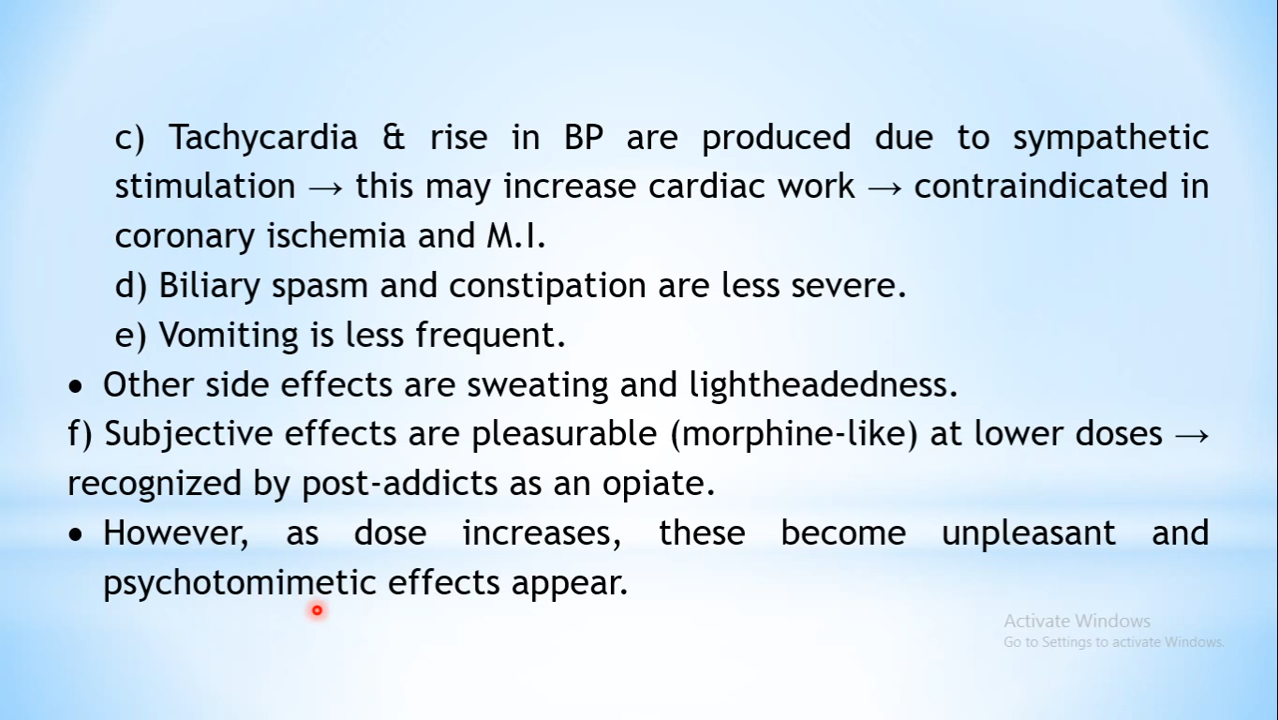 c) Tachycardia & rise in BP are produced due to sympathetic
stimulation → this may increase cardiac work → contraindicated in
coronary ischemia and M.I.
d) Biliary spasm and constipation are less severe.
e) Vomiting is less frequent.
• Other side effects are sweating and lightheadedness.
f) Subjective effects are pleasurable (morphine-like) at lower doses →
recognized by post-addicts as an opiate.
• However, as dose increases, these become unpleasant and
psychotomimetic effects appear.
Activate Windows
Go to Settings to activate Windows.